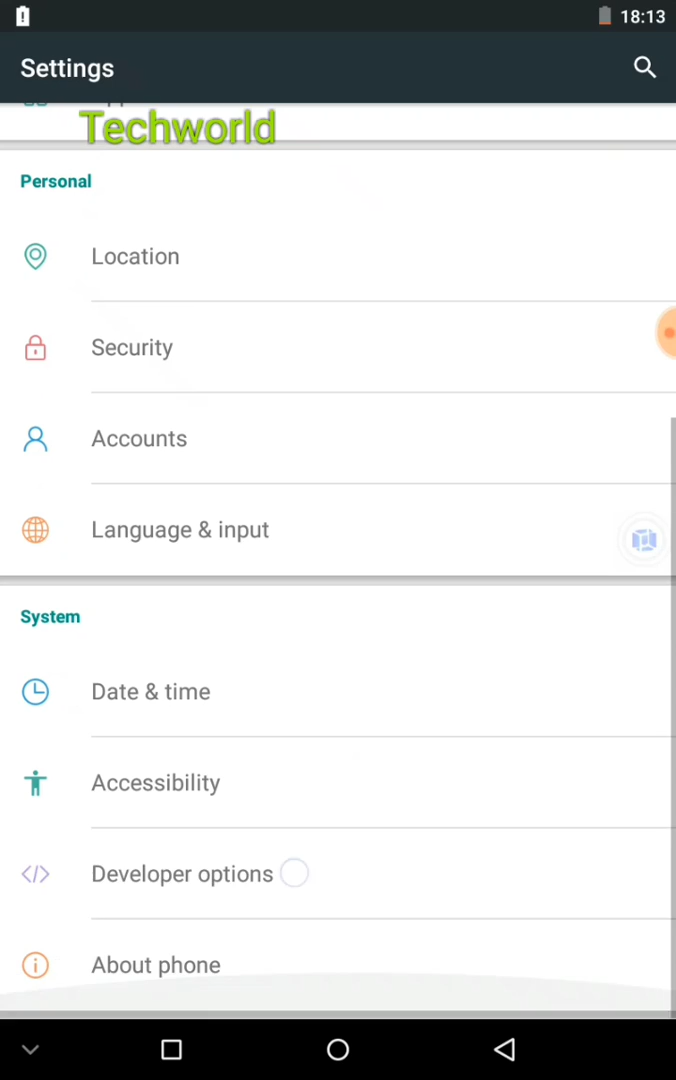 18:13
Settings
Techworld
Personal
Location
Security
Accounts
Language & input
System
Date & time
Accessibility
Developer options
About phone